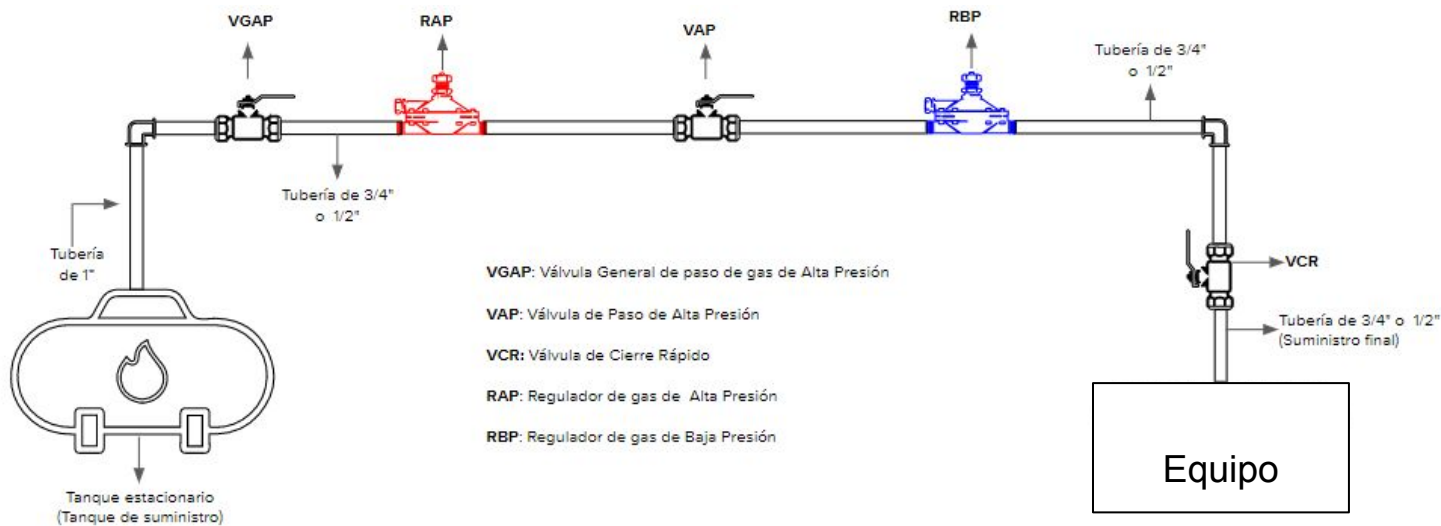 VGAP
RAP
VAP
RBP
Tubería de 3/4"
o 1/2"
Tubería de 3/4"
o 1/2"
Tubería
de 1"
VGAP: Válvula General de paso de gas de Alta Presión
VAP: Válvula de Paso de Alta Presión
VCR: Válvula de Cierre Rápido
RAP: Regulador de gas de Alta Presión
RBP: Regulador de gas de Baja Presión
VCR
Tubería de 3/4" o 1/2"
(Suministro final)
Equipo
Tanque estacionario
(Tanque de suministro)